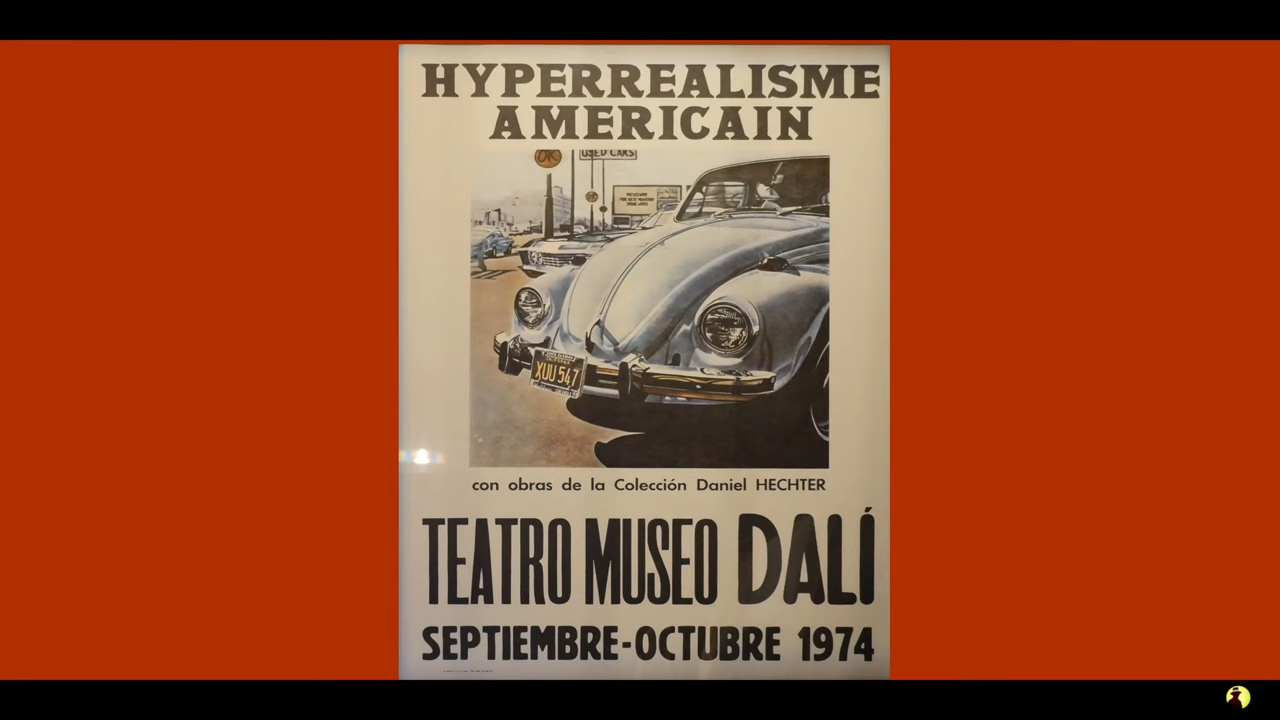 HYPERREALISME
AMERICAIN
OK
USED CARS
XUU 547
con obras de la Colección Daniel HECHTER
TEATRO MUSEO DALÍ
SEPTIEMBRE-OCTUBRE 1974